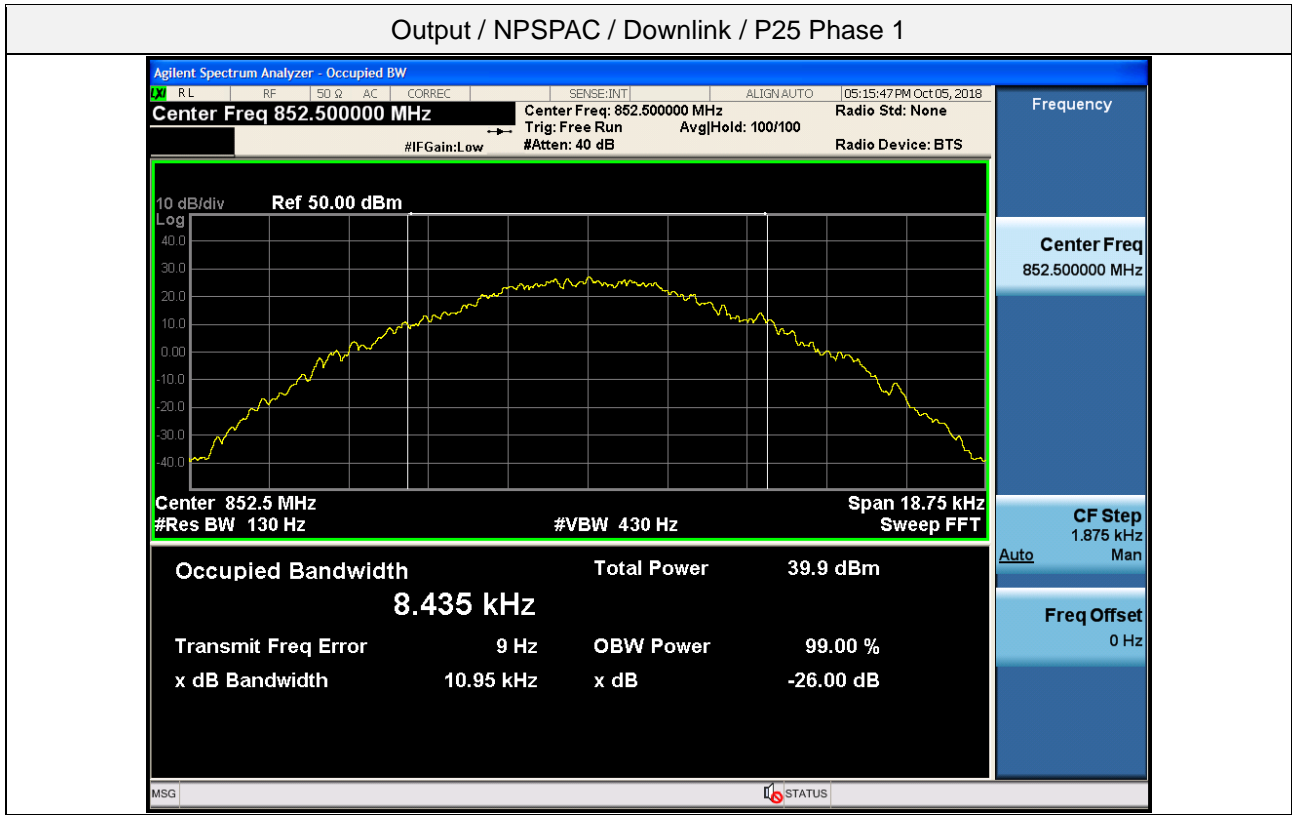 Output / NPSPAC / Downlink / P25 Phase 1
Agilent Spectrum Analyzer - Occupied BW
LXI RL RF 50 Ω AC CORREC SENSE:INT ALIGN AUTO 05:15:47 PM Oct 05, 2018
Center Freq 852.500000 MHz
Center Freq: 852.500000 MHz
Radio Std: None
Trig: Free Run Avg|Hold: 100/100
#IFGain:Low
#Atten: 40 dB
Radio Device: BTS
Frequency
10 dB/div Ref 50.00 dBm
Log
40.0
30.0
20.0
10.0
0.00
-10.0
-20.0
-30.0
-40.0
Center 852.5 MHz
Span 18.75 kHz
#Res BW 130 Hz
#VBW 430 Hz
Sweep FFT
Center Freq
852.500000 MHz
CF Step
1.875 kHz
Auto Man
Freq Offset
0 Hz
Occupied Bandwidth
Total Power 39.9 dBm
8.435 kHz
Transmit Freq Error 9 Hz
OBW Power 99.00 %
x dB Bandwidth 10.95 kHz
x dB -26.00 dB
MSG
STATUS